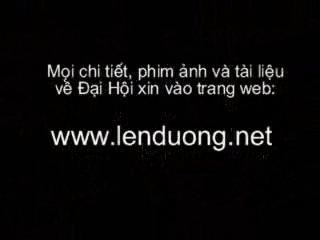 Mọi chi tiết, phim ảnh và tài liệu
về Đại Hội xin vào trang web:
www.lenduong.net